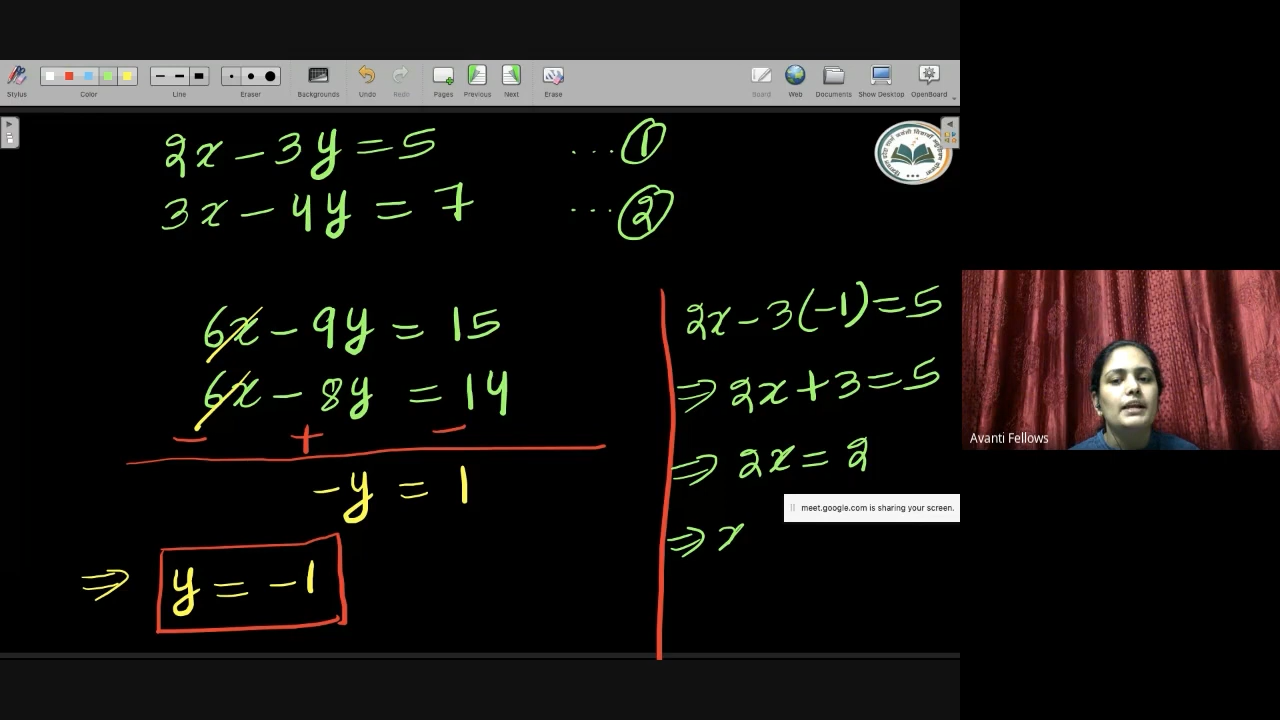 Stylus Color Line Eraser Backgrounds Undo Redo Pages Previous Next Erase Board Web Documents Show Desktop OpenBoard
2x - 3y = 5 ... ①
3x - 4y = 7 ... ②
6x - 9y = 15
6x - 8y = 14
- + -
-y = 1
⇒ y = -1
2x - 3(-1) = 5
⇒ 2x + 3 = 5
⇒ 2x = 2
meet.google.com is sharing your screen.
⇒ x
Avanti Fellows